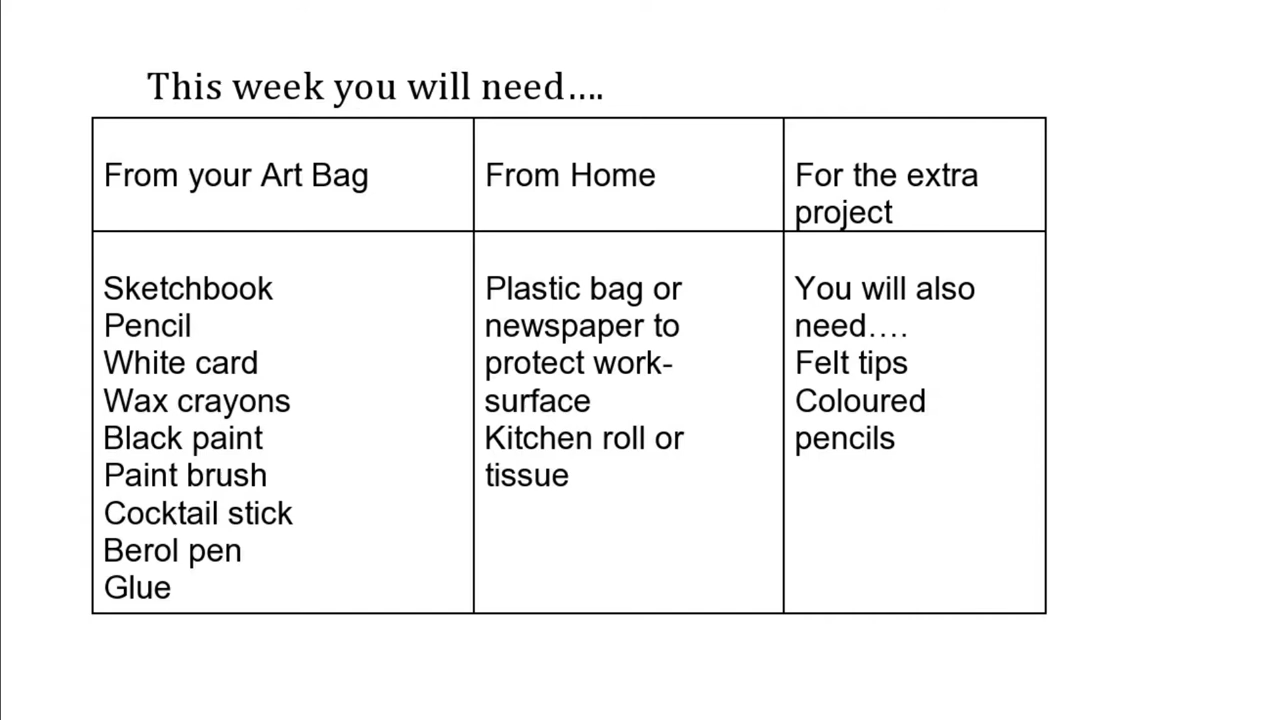 This week you will need….
From your Art Bag
From Home
For the extra
project
Sketchbook
Pencil
White card
Wax crayons
Black paint
Paint brush
Cocktail stick
Berol pen
Glue
Plastic bag or
newspaper to
protect work-
surface
Kitchen roll or
tissue
You will also
need….
Felt tips
Coloured
pencils